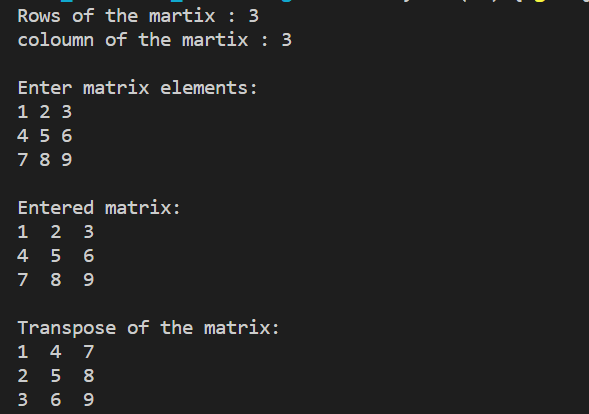 Rows of the martix : 3
coloumn of the martix : 3
Enter matrix elements:
1 2 3
4 5 6
7 8 9
Entered matrix:
1  2  3
4  5  6
7  8  9
Transpose of the matrix:
1  4  7
2  5  8
3  6  9